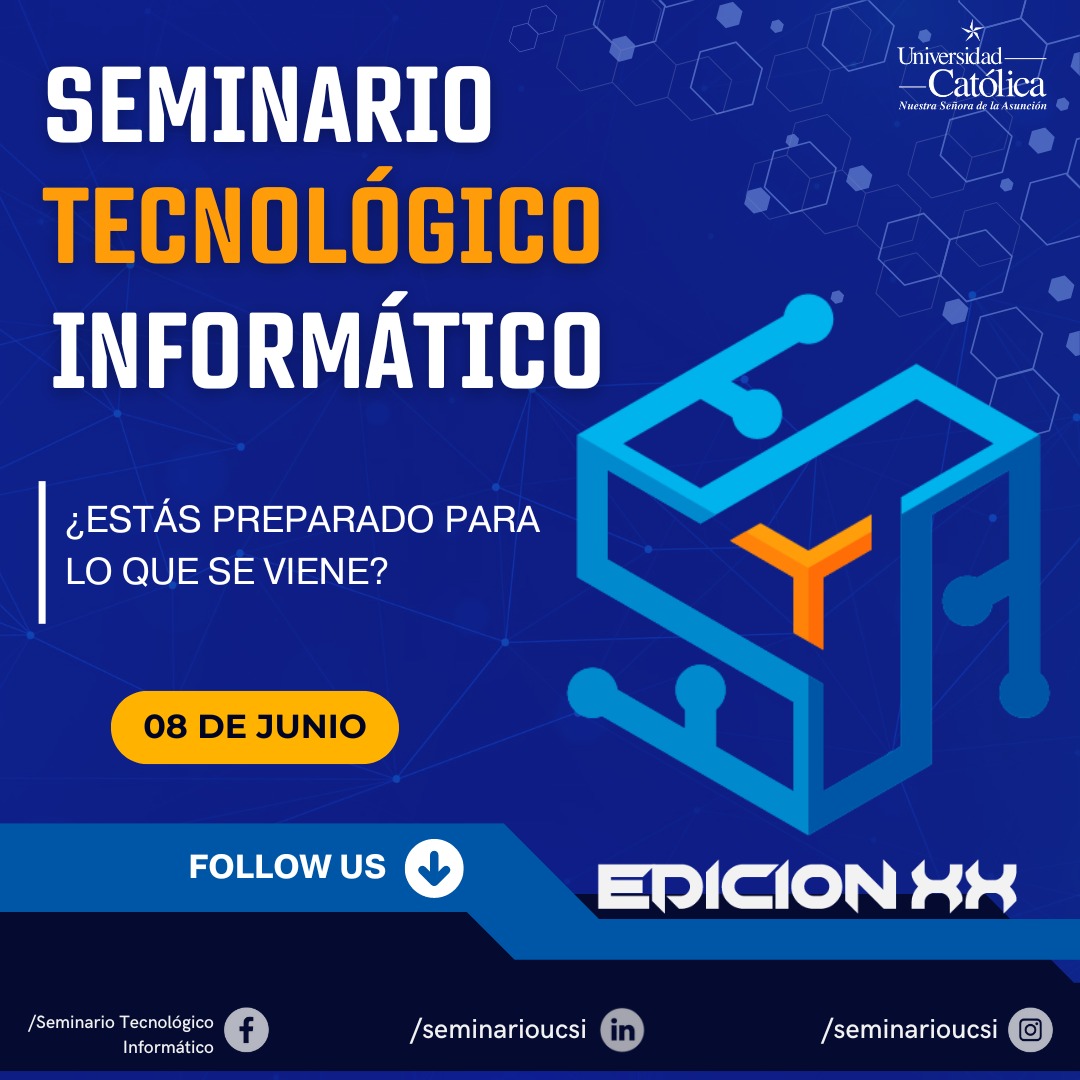 Universidad
Católica
Nuestra Señora de la Asunción
SEMINARIO
TECNOLÓGICO
INFORMÁTICO
¿ESTÁS PREPARADO PARA
LO QUE SE VIENE?
08 DE JUNIO
FOLLOW US
EDICION XX
/Seminario Tecnológico
Informático
/seminarioucsi
/seminarioucsi